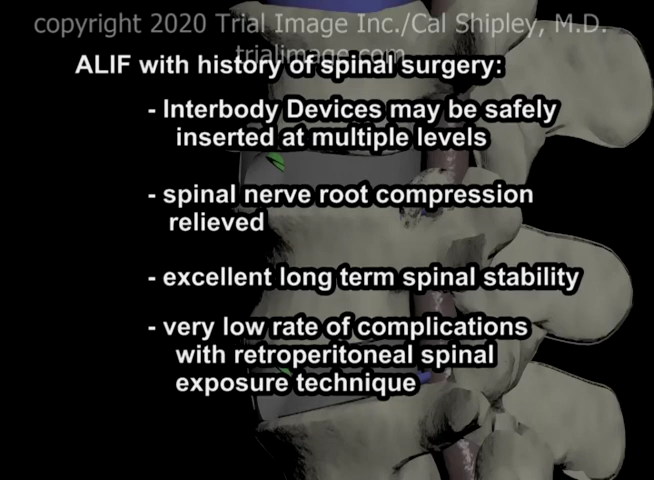 copyright 2020 Trial Image Inc./Cal Shipley, M.D.
trialimage.com
ALIF with history of spinal surgery:
- Interbody Devices may be safely
inserted at multiple levels
- spinal nerve root compression
relieved
- excellent long term spinal stability
- very low rate of complications
with retroperitoneal spinal
exposure technique